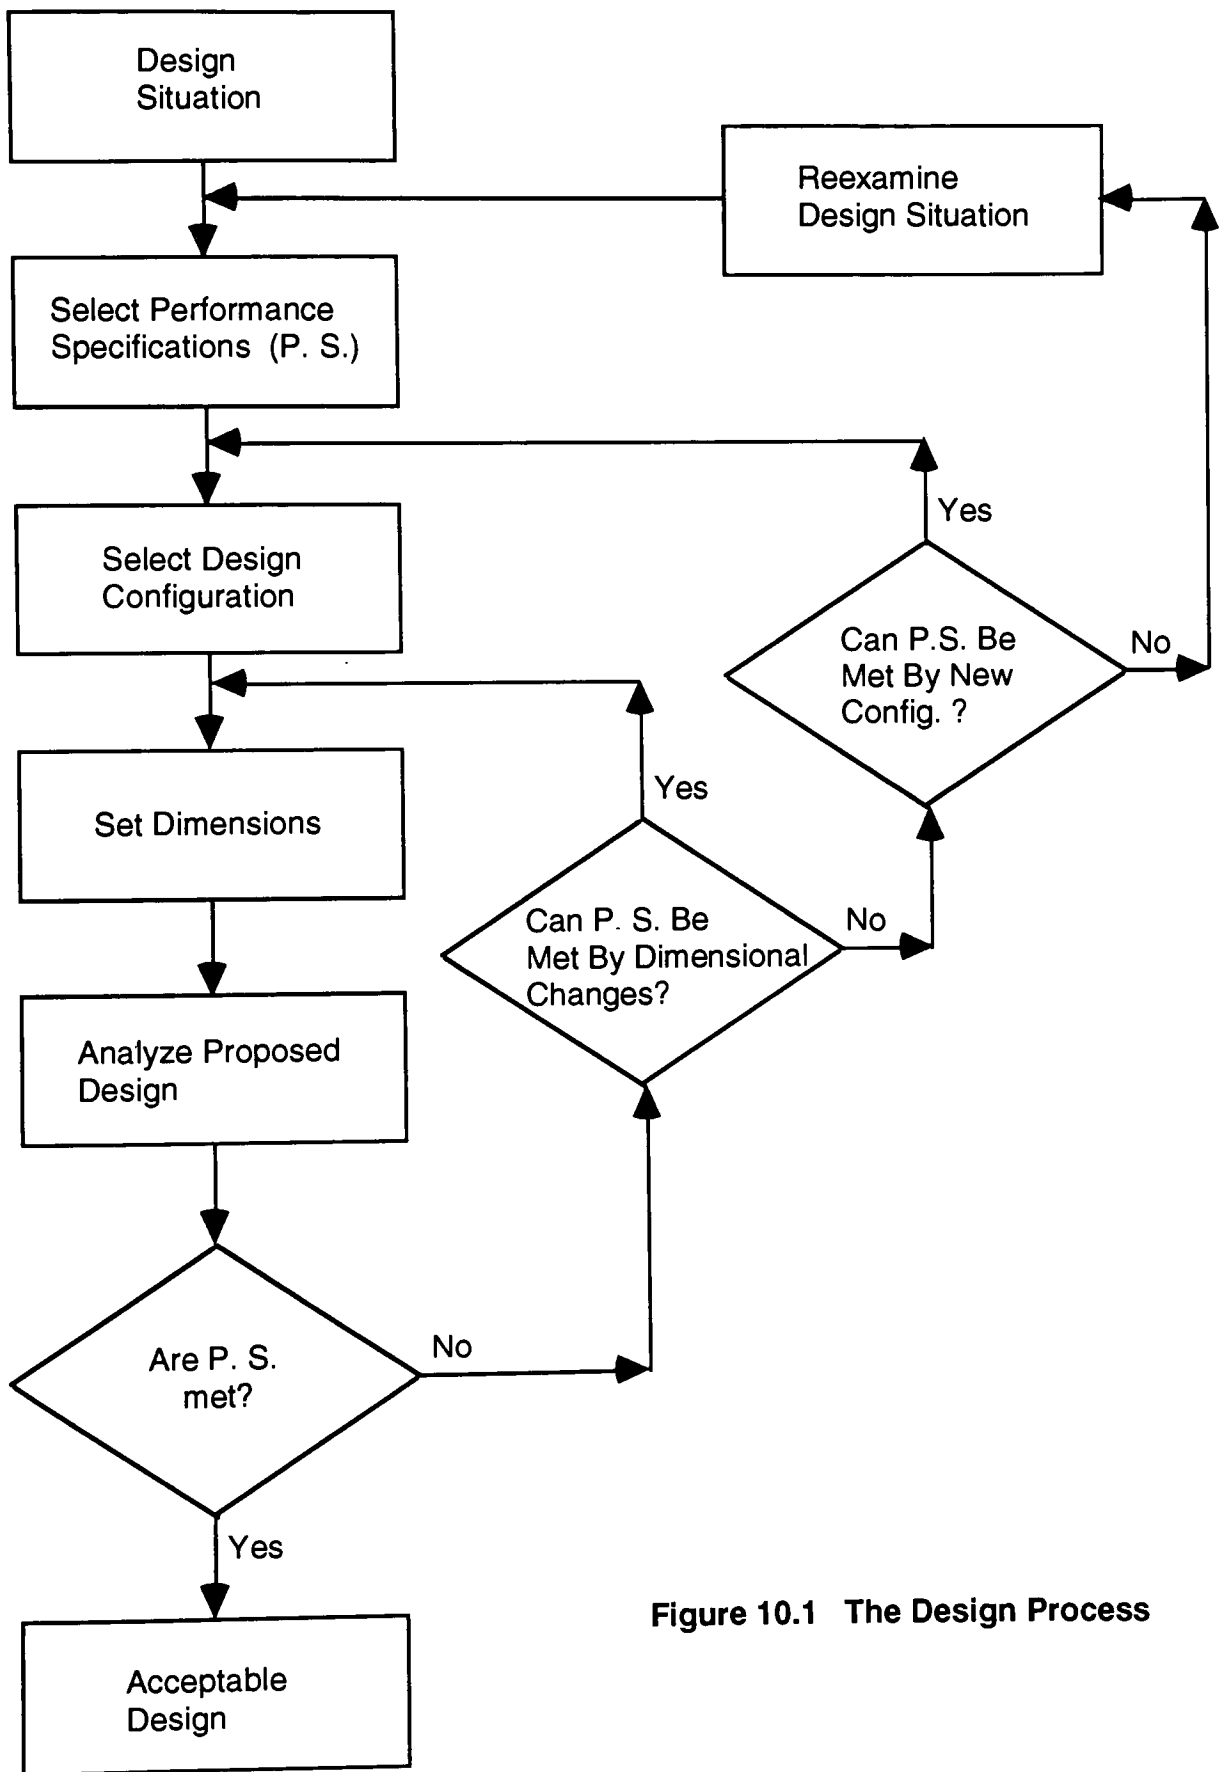 Design
Situation
Reexamine
Design Situation
Select Performance
Specifications (P. S.)
Yes
Select Design
Configuration
Can P.S. Be
Met By New
Config. ?
No
Yes
Set Dimensions
Can P. S. Be
Met By Dimensional
Changes?
No
Analyze Proposed
Design
Are P. S.
met?
No
Yes
Figure 10.1 The Design Process
Acceptable
Design